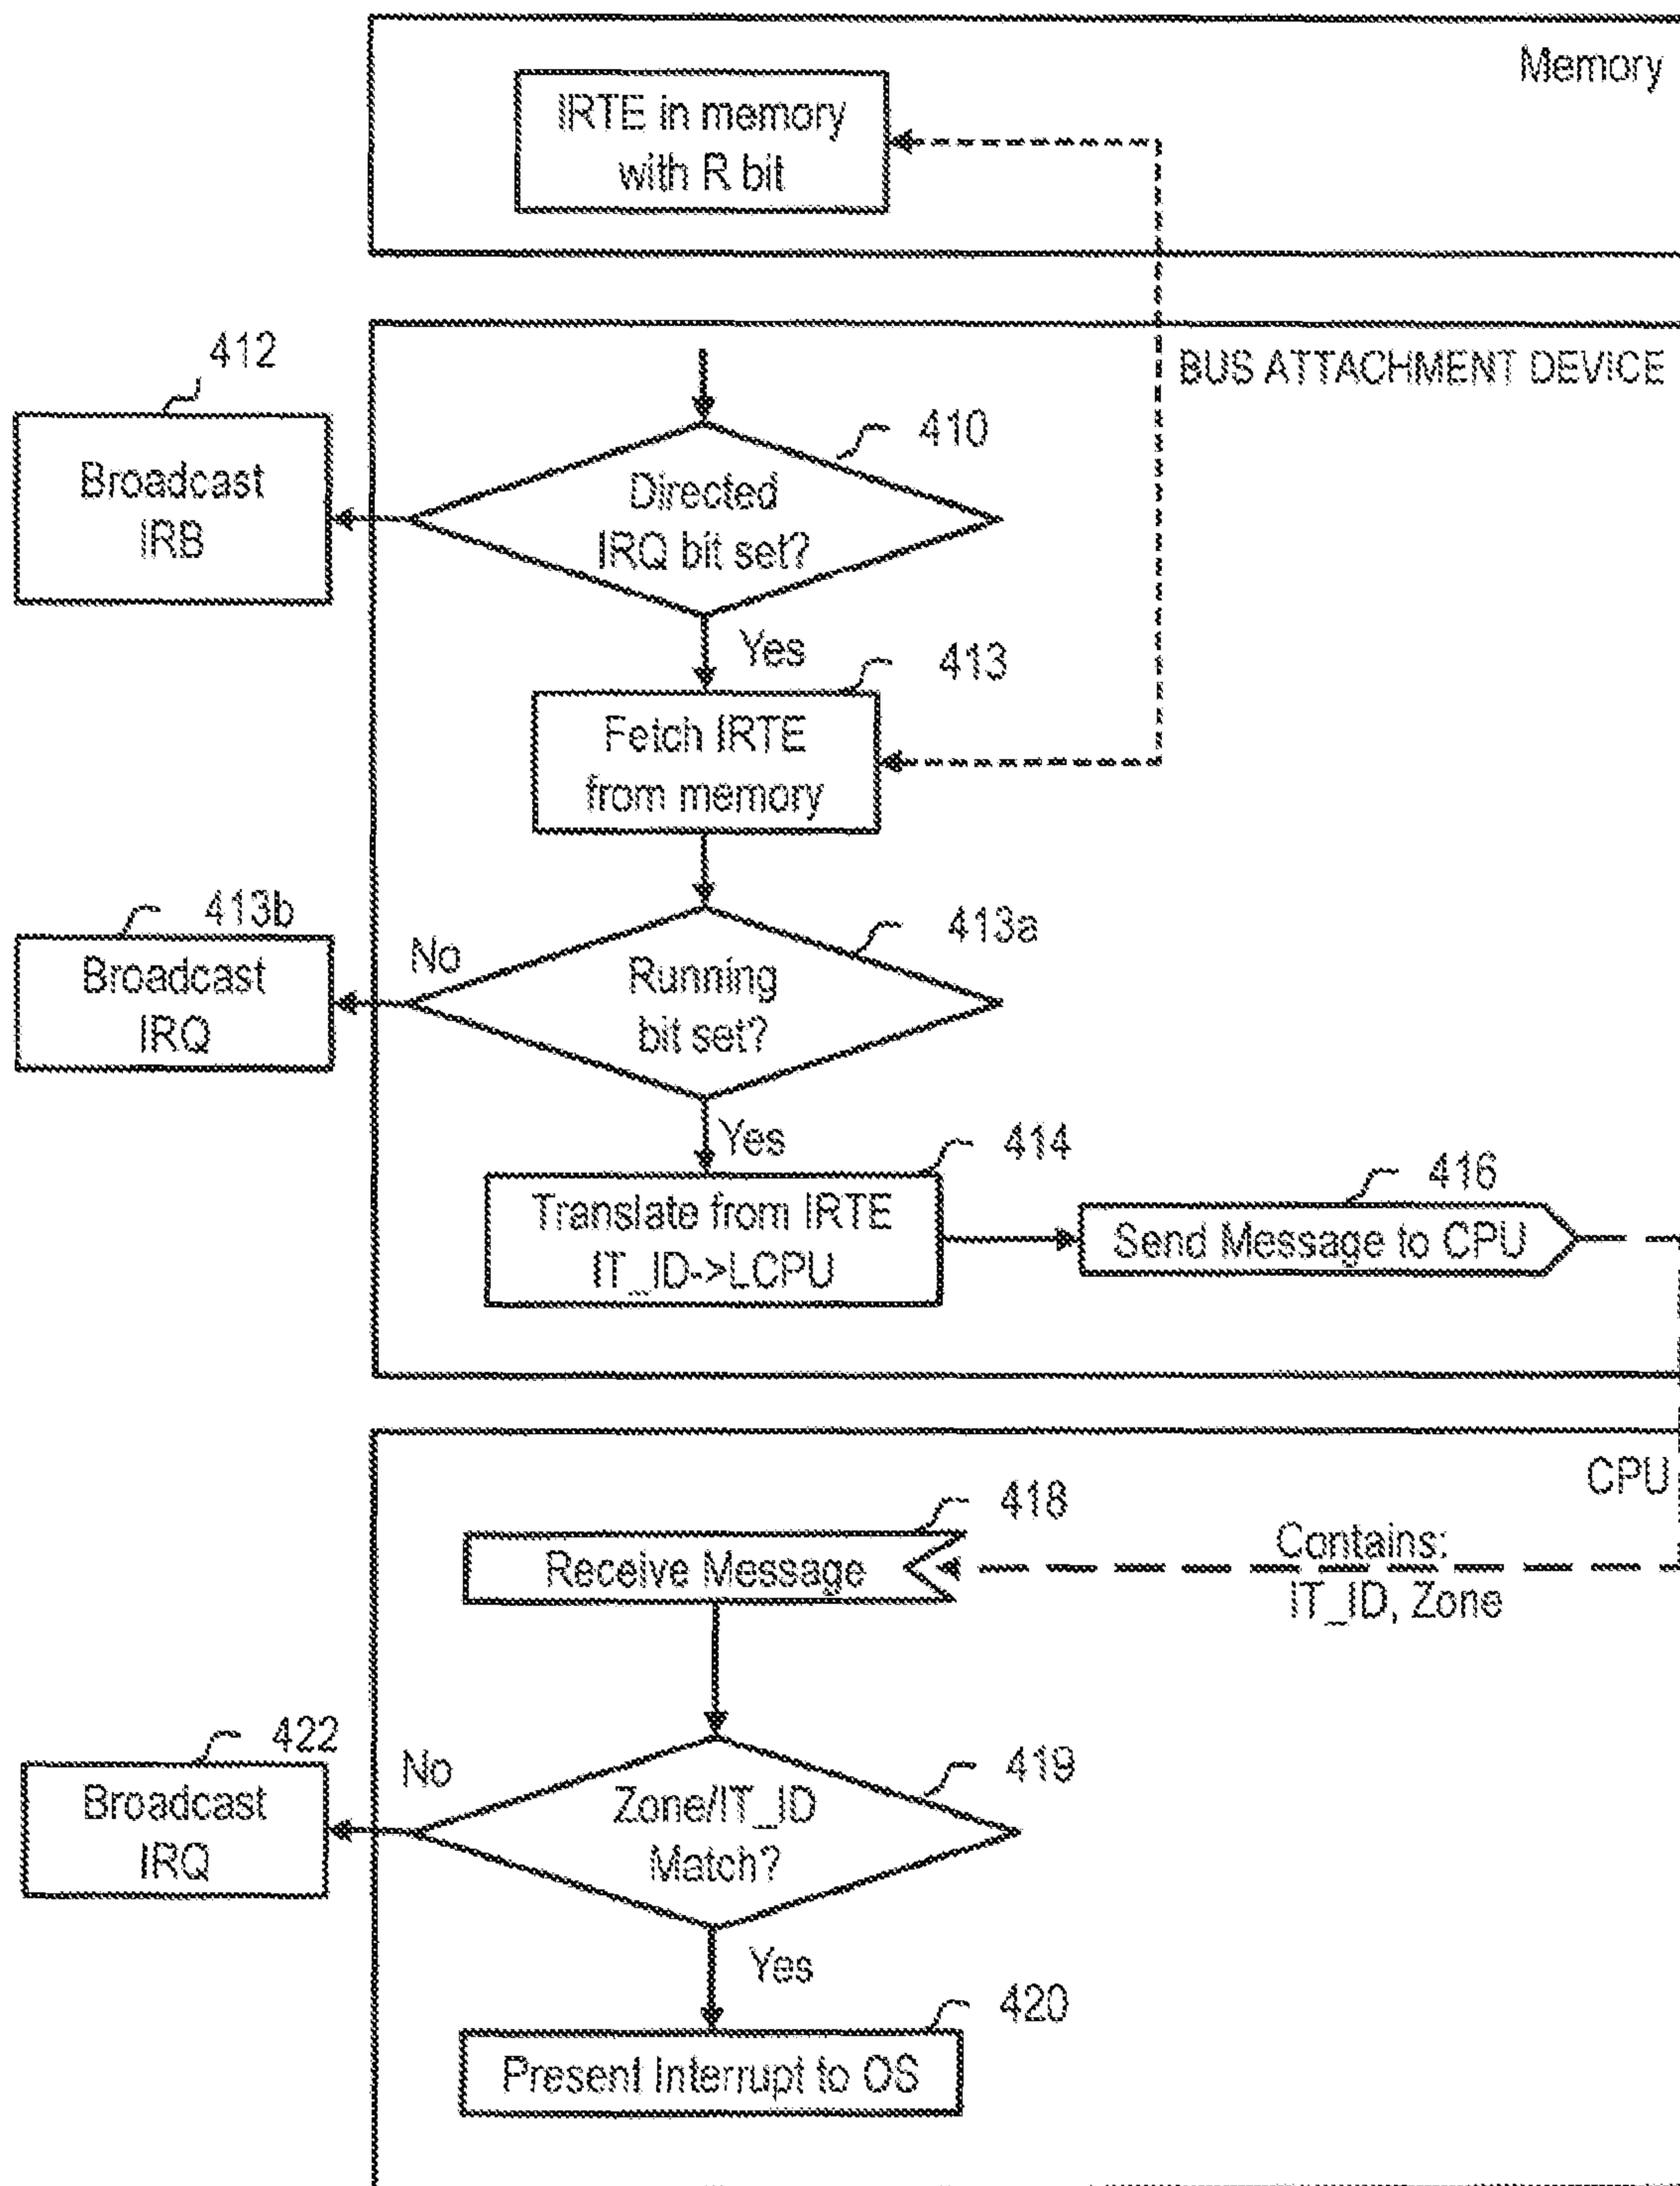 Memory
IRTE in memory
with R bit
BUS ATTACHMENT DEVICE
412
Broadcast
IRB
410
Directed
IRQ bit set?
Yes
413
Fetch IRTE
from memory
413b
Broadcast
IRQ
No
413a
Running
bit set?
Yes
414
Translate from IRTE
IT_ID->LCPU
416
Send Message to CPU
CPU
418
Receive Message
Contains:
IT_ID, Zone
422
Broadcast
IRQ
No
419
Zone/IT_ID
Match?
Yes
420
Present Interrupt to OS